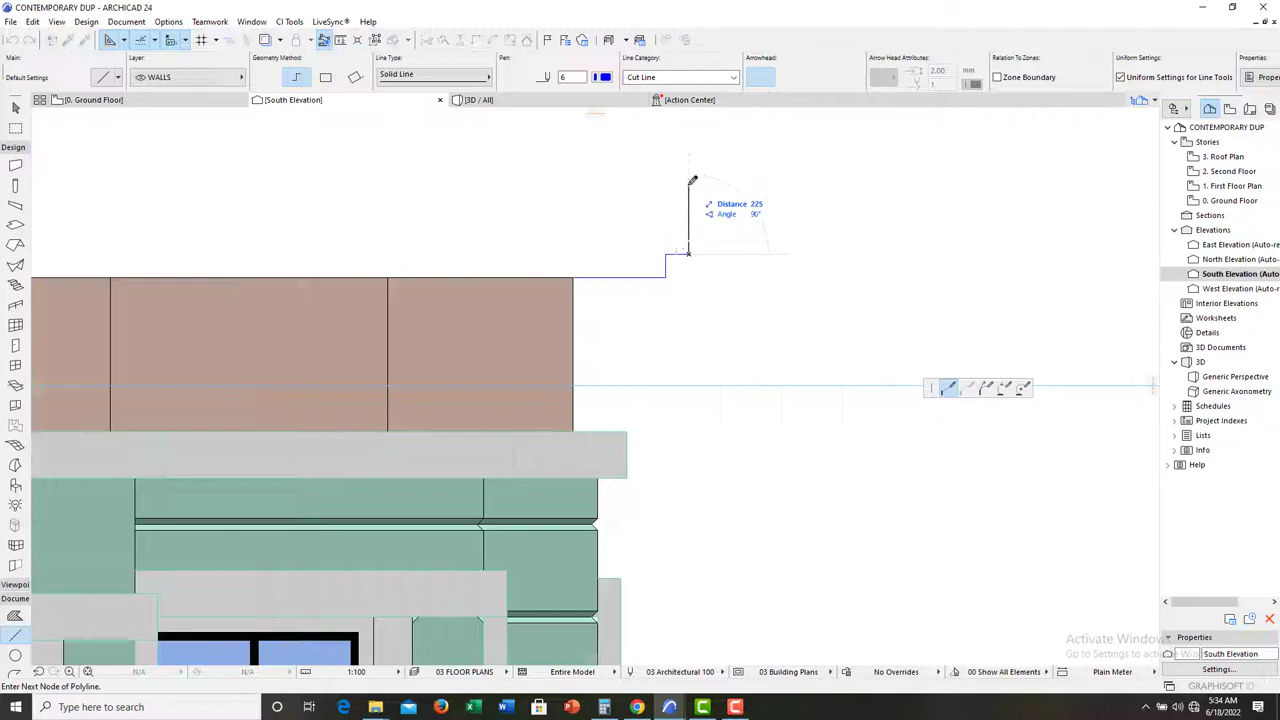 CONTEMPORARY DUP - ARCHICAD 24
File Edit View Design Document Options Teamwork Window CI Tools LiveSync® Help
Main: Layer: Geometry Method: Line Type: Pen: Line Category: Arrowhead: Arrow Head Attributes: Relation To Zones: Uniform Settings: Properties
Default Settings WALLS Solid Line 6 Cut Line 2.00 mm 1 Zone Boundary Uniform Settings for Line Tools Prope
[0. Ground Floor] [South Elevation] [3D / All] [Action Center]
CONTEMPORARY DUP
Design
Stories
3. Roof Plan
2. Second Floor
1. First Floor Plan
0. Ground Floor
Sections
Elevations
East Elevation (Auto-r
North Elevation (Auto-
South Elevation (Auto
West Elevation (Auto-r
Interior Elevations
Worksheets
Details
3D Documents
3D
Generic Perspective
Generic Axonometry
Schedules
Project Indexes
Lists
Info
Help
Distance 225
Angle 90°
Viewpoi
Docume
Properties
South Elevation
Settings...
Activate Window
Go to Settings to activate Win
N/A N/A 1:100 03 FLOOR PLANS Entire Model 03 Architectural 100 03 Building Plans No Overrides 00 Show All Elements Plain Meter
Enter Next Node of Polyline.
GRAPHISOFT ID
Type here to search
5:34 AM
6/18/2022